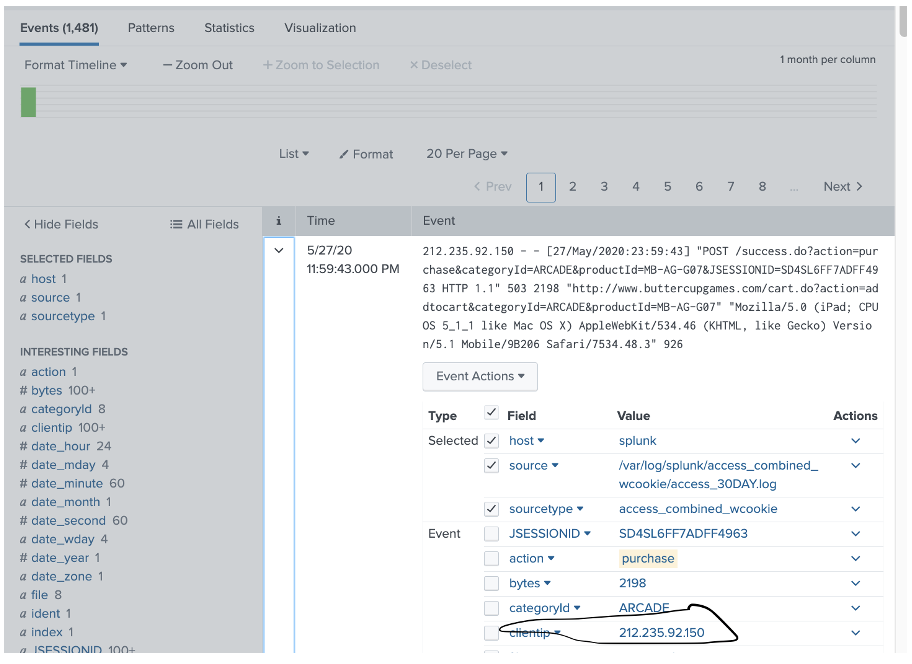 Events (1,481) Patterns Statistics Visualization
Format Timeline — Zoom Out + Zoom to Selection × Deselect 1 month per column
List Format 20 Per Page
< Prev 1 2 3 4 5 6 7 8 ... Next >
< Hide Fields All Fields i Time Event
SELECTED FIELDS
a host 1
a source 1
a sourcetype 1
INTERESTING FIELDS
a action 1
# bytes 100+
a categoryId 8
a clientip 100+
# date_hour 24
# date_mday 4
# date_minute 60
a date_month 1
# date_second 60
a date_wday 4
# date_year 1
a date_zone 1
a file 8
a ident 1
a index 1
a JSESSIONID 100+
5/27/20
11:59:43.000 PM
212.235.92.150 - - [27/May/2020:23:59:43] "POST /success.do?action=pur
chase&categoryId=ARCADE&productId=MB-AG-G07&JSESSIONID=SD4SL6FF7ADFF49
63 HTTP 1.1" 503 2198 "http://www.buttercupgames.com/cart.do?action=ad
dtocart&categoryId=ARCADE&productId=MB-AG-G07" "Mozilla/5.0 (iPad; CPU
OS 5_1_1 like Mac OS X) AppleWebKit/534.46 (KHTML, like Gecko) Versio
n/5.1 Mobile/9B206 Safari/7534.48.3" 926
Event Actions
Type Field Value Actions
Selected host splunk
source /var/log/splunk/access_combined_
wcookie/access_30DAY.log
sourcetype access_combined_wcookie
Event JSESSIONID SD4SL6FF7ADFF4963
action purchase
bytes 2198
categoryId ARCADE
clientip 212.235.92.150